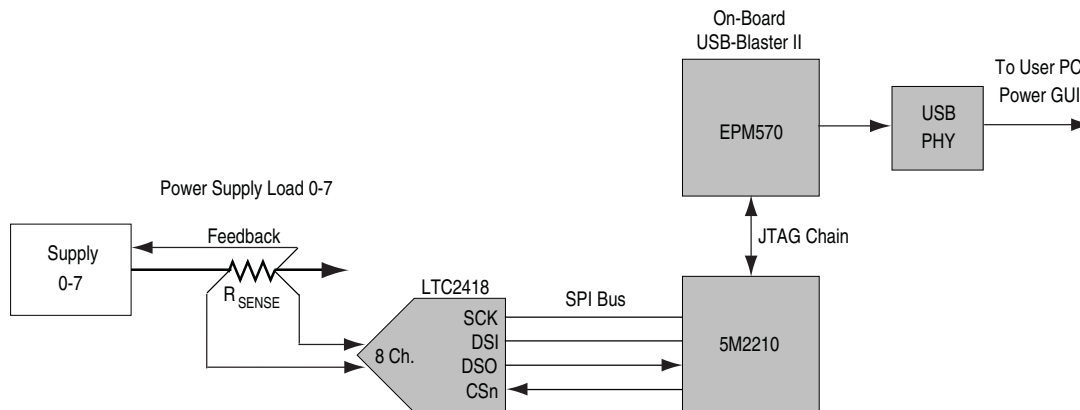 On-Board
USB-Blaster II
EPM570
USB
PHY
To User PC
Power GUI
JTAG Chain
Power Supply Load 0-7
Supply
0-7
Feedback
R SENSE
LTC2418
8 Ch.
SCK
DSI
DSO
CSn
SPI Bus
5M2210